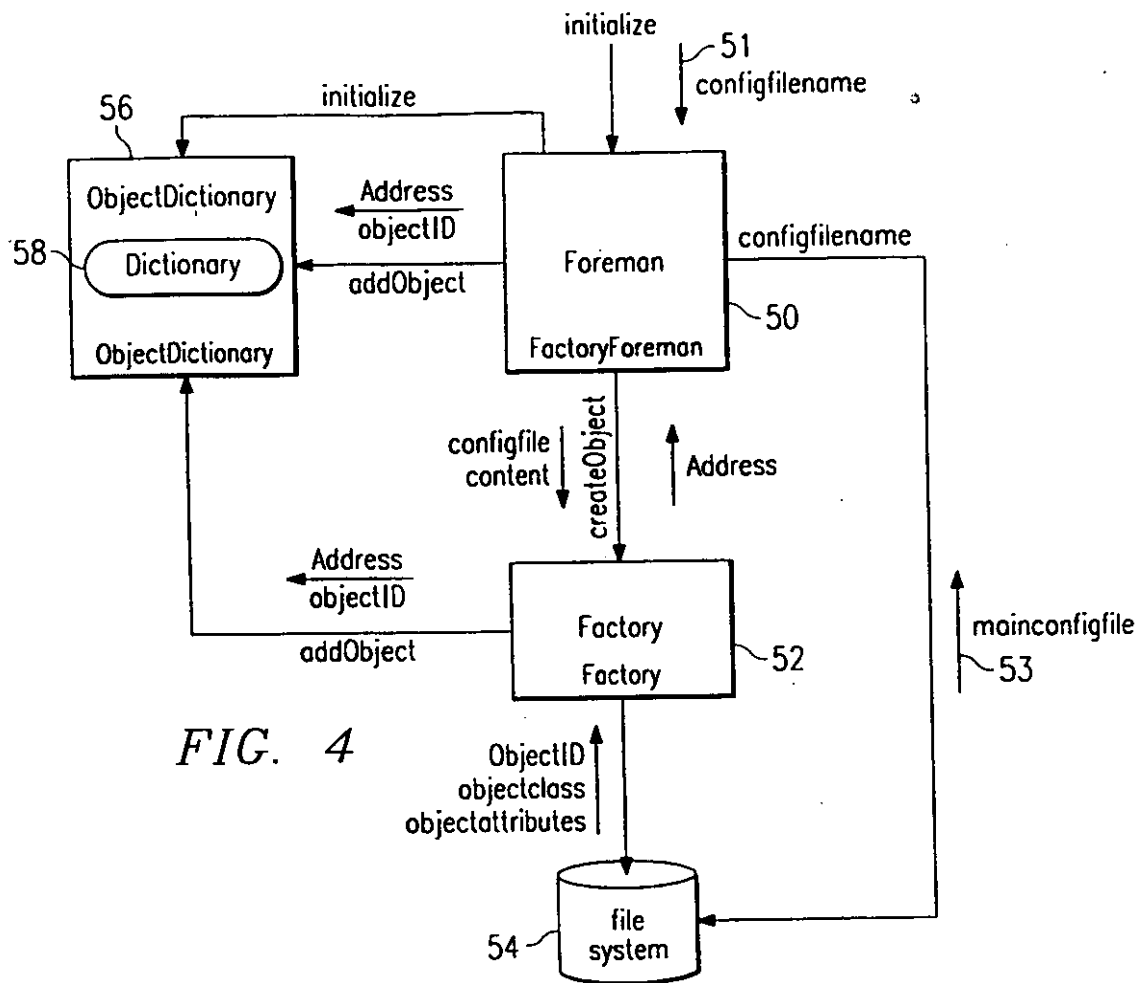 initialize
51
configfilename
initialize
56
ObjectDictionary
Address
objectID
58
Dictionary
addObject
Foreman
configfilename
50
ObjectDictionary
FactoryForeman
configfile
content
createObject
Address
Address
objectID
addObject
Factory
Factory
52
mainconfigfile
53
FIG. 4
ObjectID
objectclass
objectattributes
54
file
system